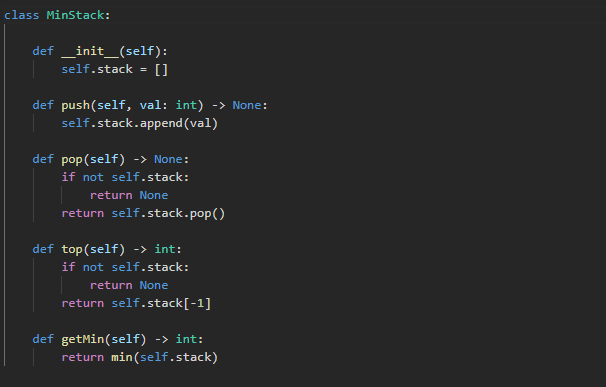 class MinStack:
    def __init__(self):
        self.stack = []
    def push(self, val: int) -> None:
        self.stack.append(val)
    def pop(self) -> None:
        if not self.stack:
            return None
        return self.stack.pop()
    def top(self) -> int:
        if not self.stack:
            return None
        return self.stack[-1]
    def getMin(self) -> int:
        return min(self.stack)